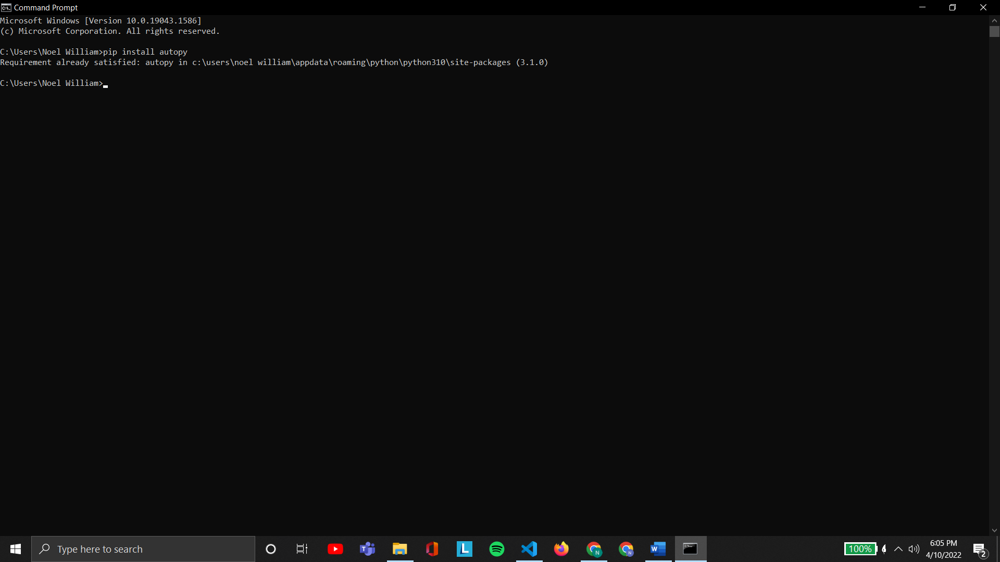 Command Prompt
Microsoft Windows [Version 10.0.19043.1586]
(c) Microsoft Corporation. All rights reserved.
C:\Users\Noel William>pip install autopy
Requirement already satisfied: autopy in c:\users\noel william\appdata\roaming\python\python310\site-packages (3.1.0)
C:\Users\Noel William>
Type here to search
100%
6:05 PM
4/10/2022
2